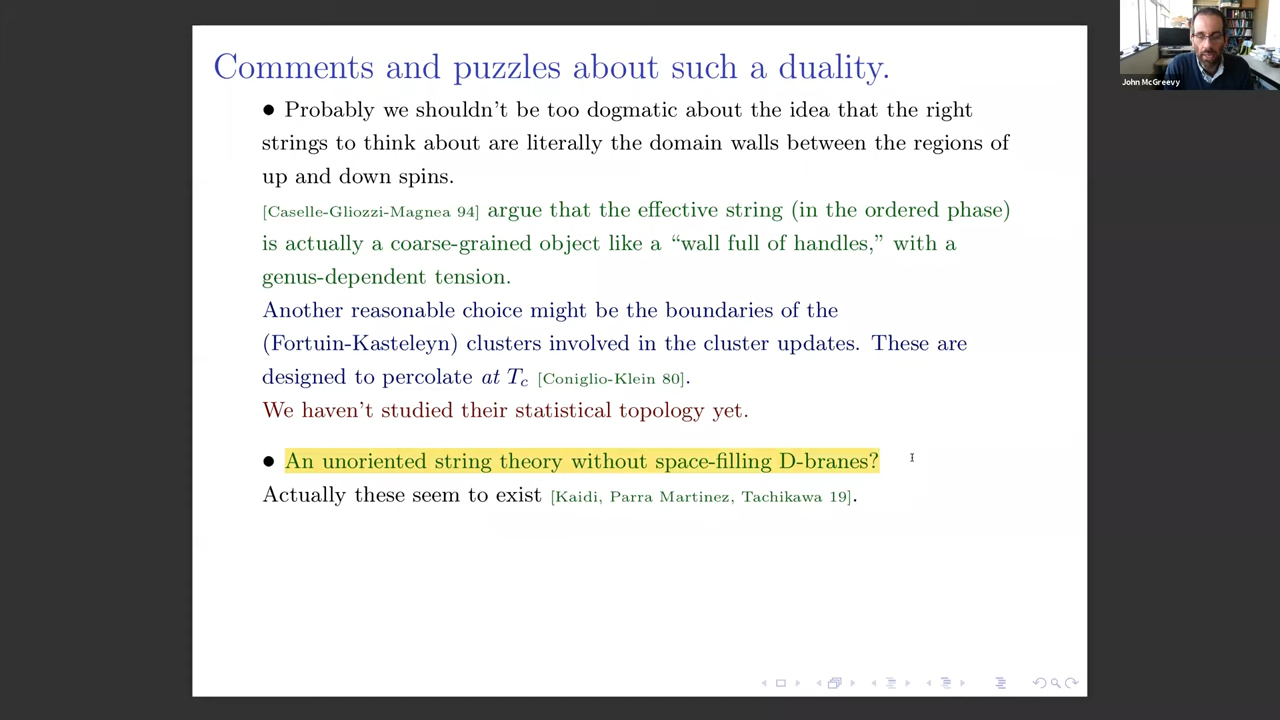 Comments and puzzles about such a duality.
● Probably we shouldn't be too dogmatic about the idea that the right
strings to think about are literally the domain walls between the regions of
up and down spins.
[Caselle-Gliozzi-Magnea 94] argue that the effective string (in the ordered phase)
is actually a coarse-grained object like a “wall full of handles,” with a
genus-dependent tension.
Another reasonable choice might be the boundaries of the
(Fortuin-Kasteleyn) clusters involved in the cluster updates. These are
designed to percolate at Tc [Coniglio-Klein 80].
We haven't studied their statistical topology yet.
● An unoriented string theory without space-filling D-branes?
Actually these seem to exist [Kaidi, Parra Martinez, Tachikawa 19].
John McGreevy